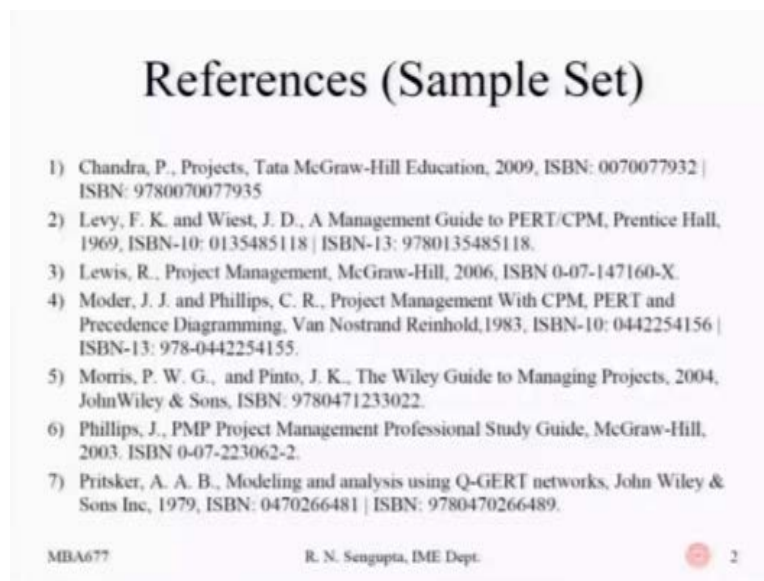 References (Sample Set)
1) Chandra, P., Projects, Tata McGraw-Hill Education, 2009, ISBN: 0070077932 |
ISBN: 9780070077935
2) Levy, F. K. and Wiest, J. D., A Management Guide to PERT/CPM, Prentice Hall,
1969, ISBN-10: 0135485118 | ISBN-13: 9780135485118.
3) Lewis, R., Project Management, McGraw-Hill, 2006, ISBN 0-07-147160-X.
4) Moder, J. J. and Phillips, C. R., Project Management With CPM, PERT and
Precedence Diagramming, Van Nostrand Reinhold,1983, ISBN-10: 0442254156 |
ISBN-13: 978-0442254155.
5) Morris, P. W. G., and Pinto, J. K., The Wiley Guide to Managing Projects, 2004,
JohnWiley & Sons, ISBN: 9780471233022.
6) Phillips, J., PMP Project Management Professional Study Guide, McGraw-Hill,
2003. ISBN 0-07-223062-2.
7) Pritsker, A. A. B., Modeling and analysis using Q-GERT networks, John Wiley &
Sons Inc, 1979, ISBN: 0470266481 | ISBN: 9780470266489.
MBA677 R. N. Sengupta, IME Dept. 2